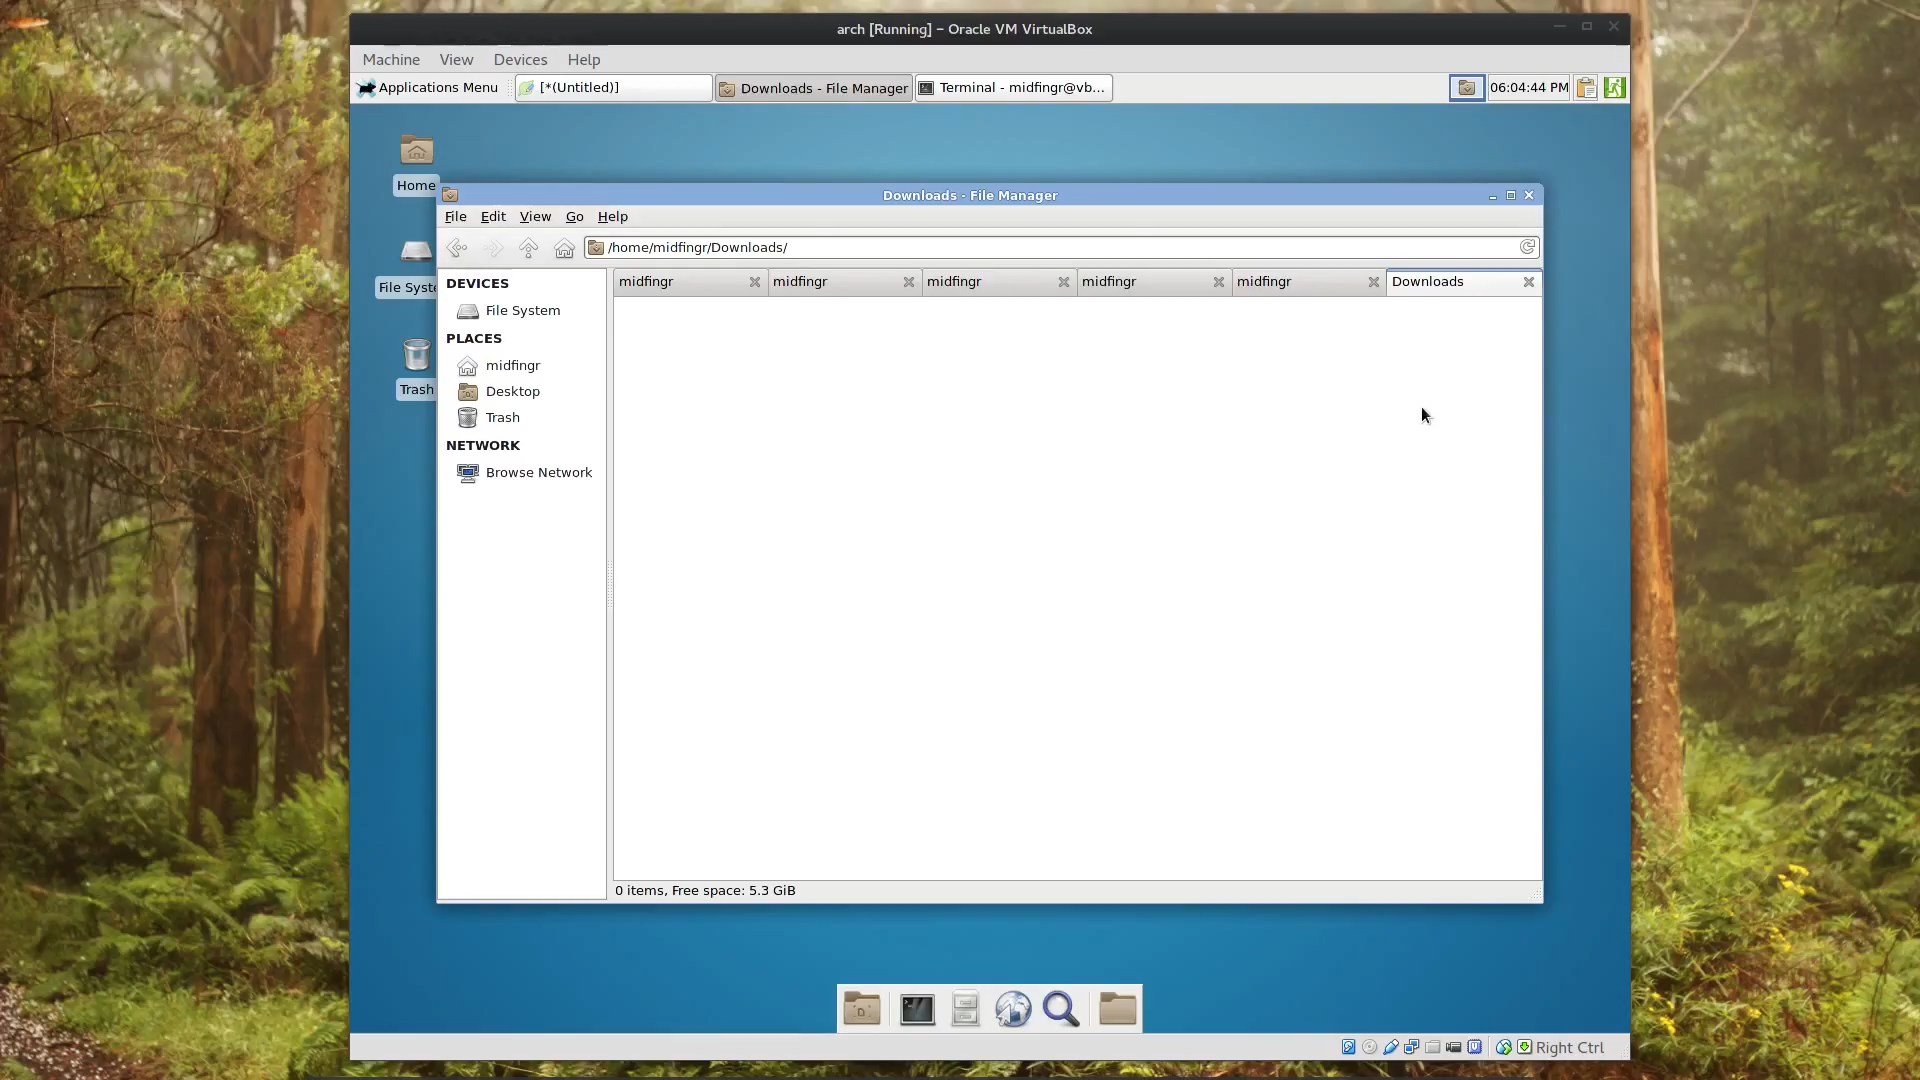 arch [Running] – Oracle VM VirtualBox
Machine View Devices Help
Applications Menu [*(Untitled)] Downloads - File Manager Terminal - midfingr@vb... 06:04:44 PM
Home
Downloads - File Manager
File Edit View Go Help
/home/midfingr/Downloads/
DEVICES midfingr midfingr midfingr midfingr midfingr Downloads
File Syste
File System
PLACES
midfingr
Trash
Desktop
Trash
NETWORK
Browse Network
0 items, Free space: 5.3 GiB
Right Ctrl